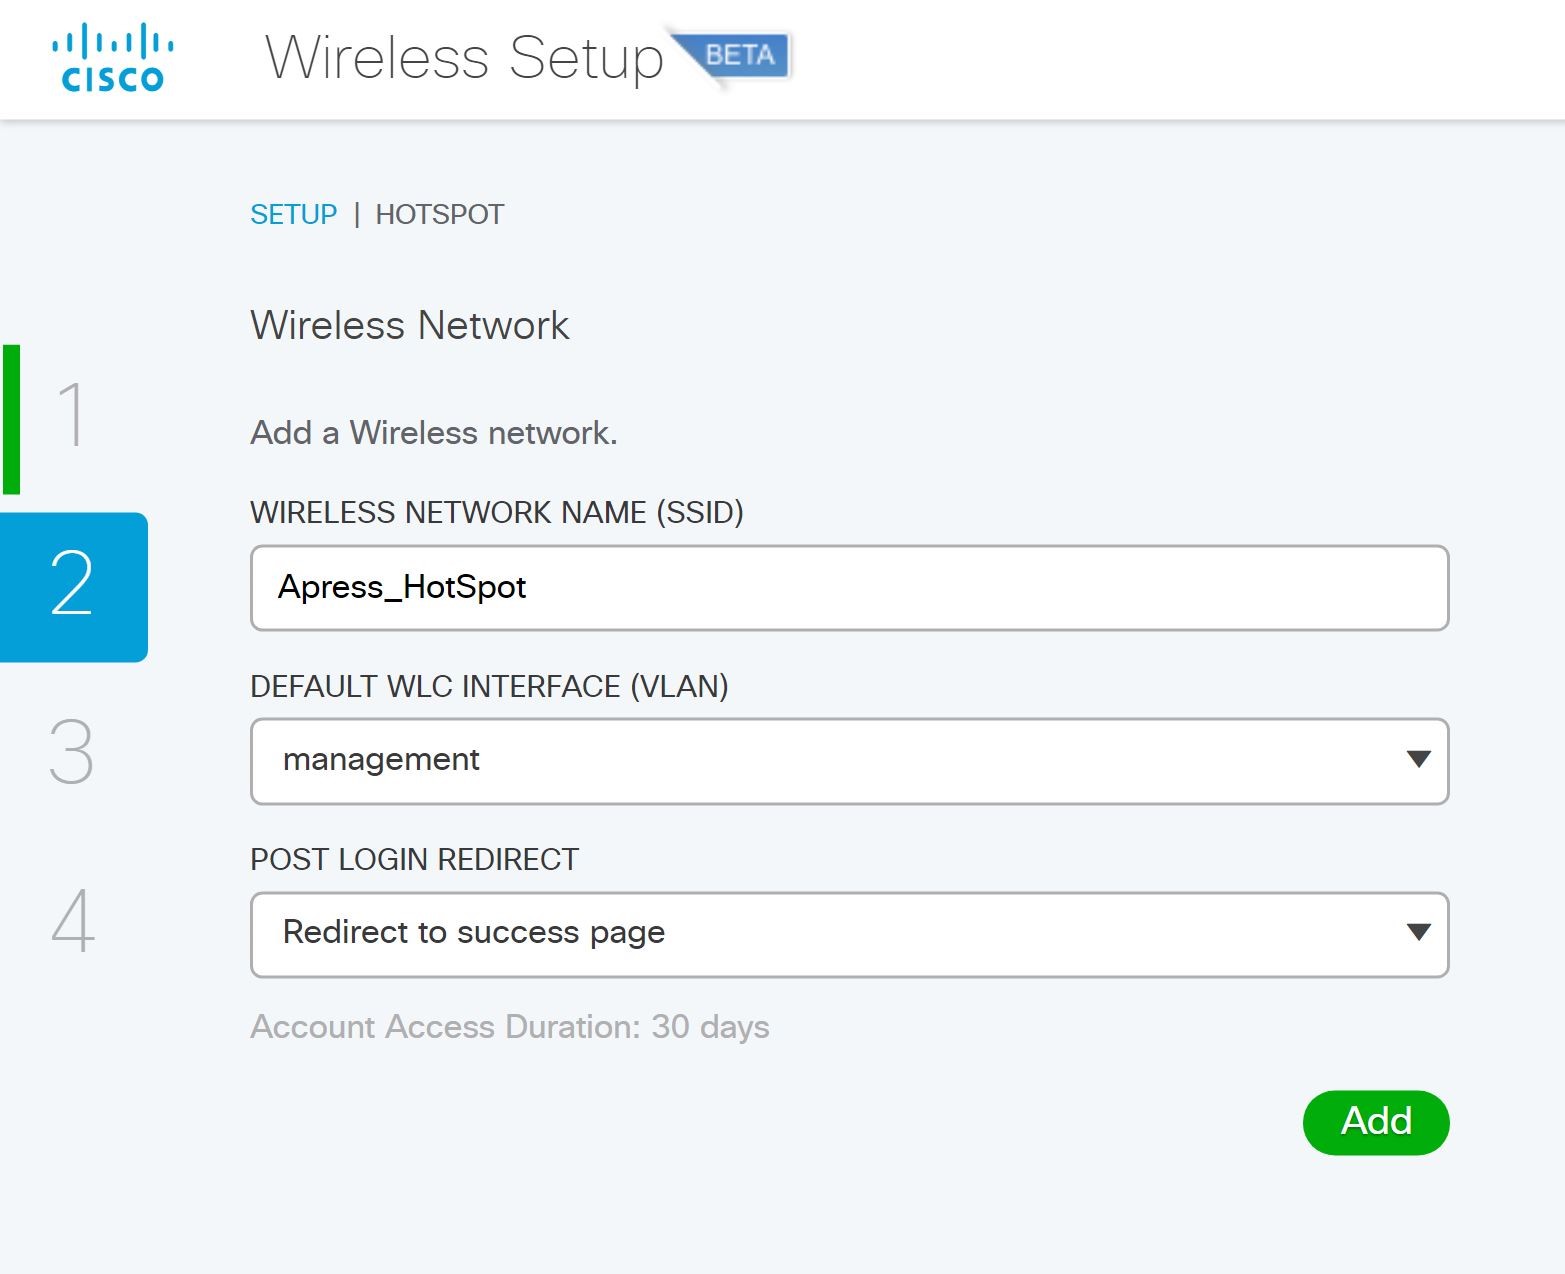 CISCO
Wireless Setup BETA
SETUP | HOTSPOT
Wireless Network
1
Add a Wireless network.
WIRELESS NETWORK NAME (SSID)
2
Apress_HotSpot
DEFAULT WLC INTERFACE (VLAN)
3
management
POST LOGIN REDIRECT
4
Redirect to success page
Account Access Duration: 30 days
Add